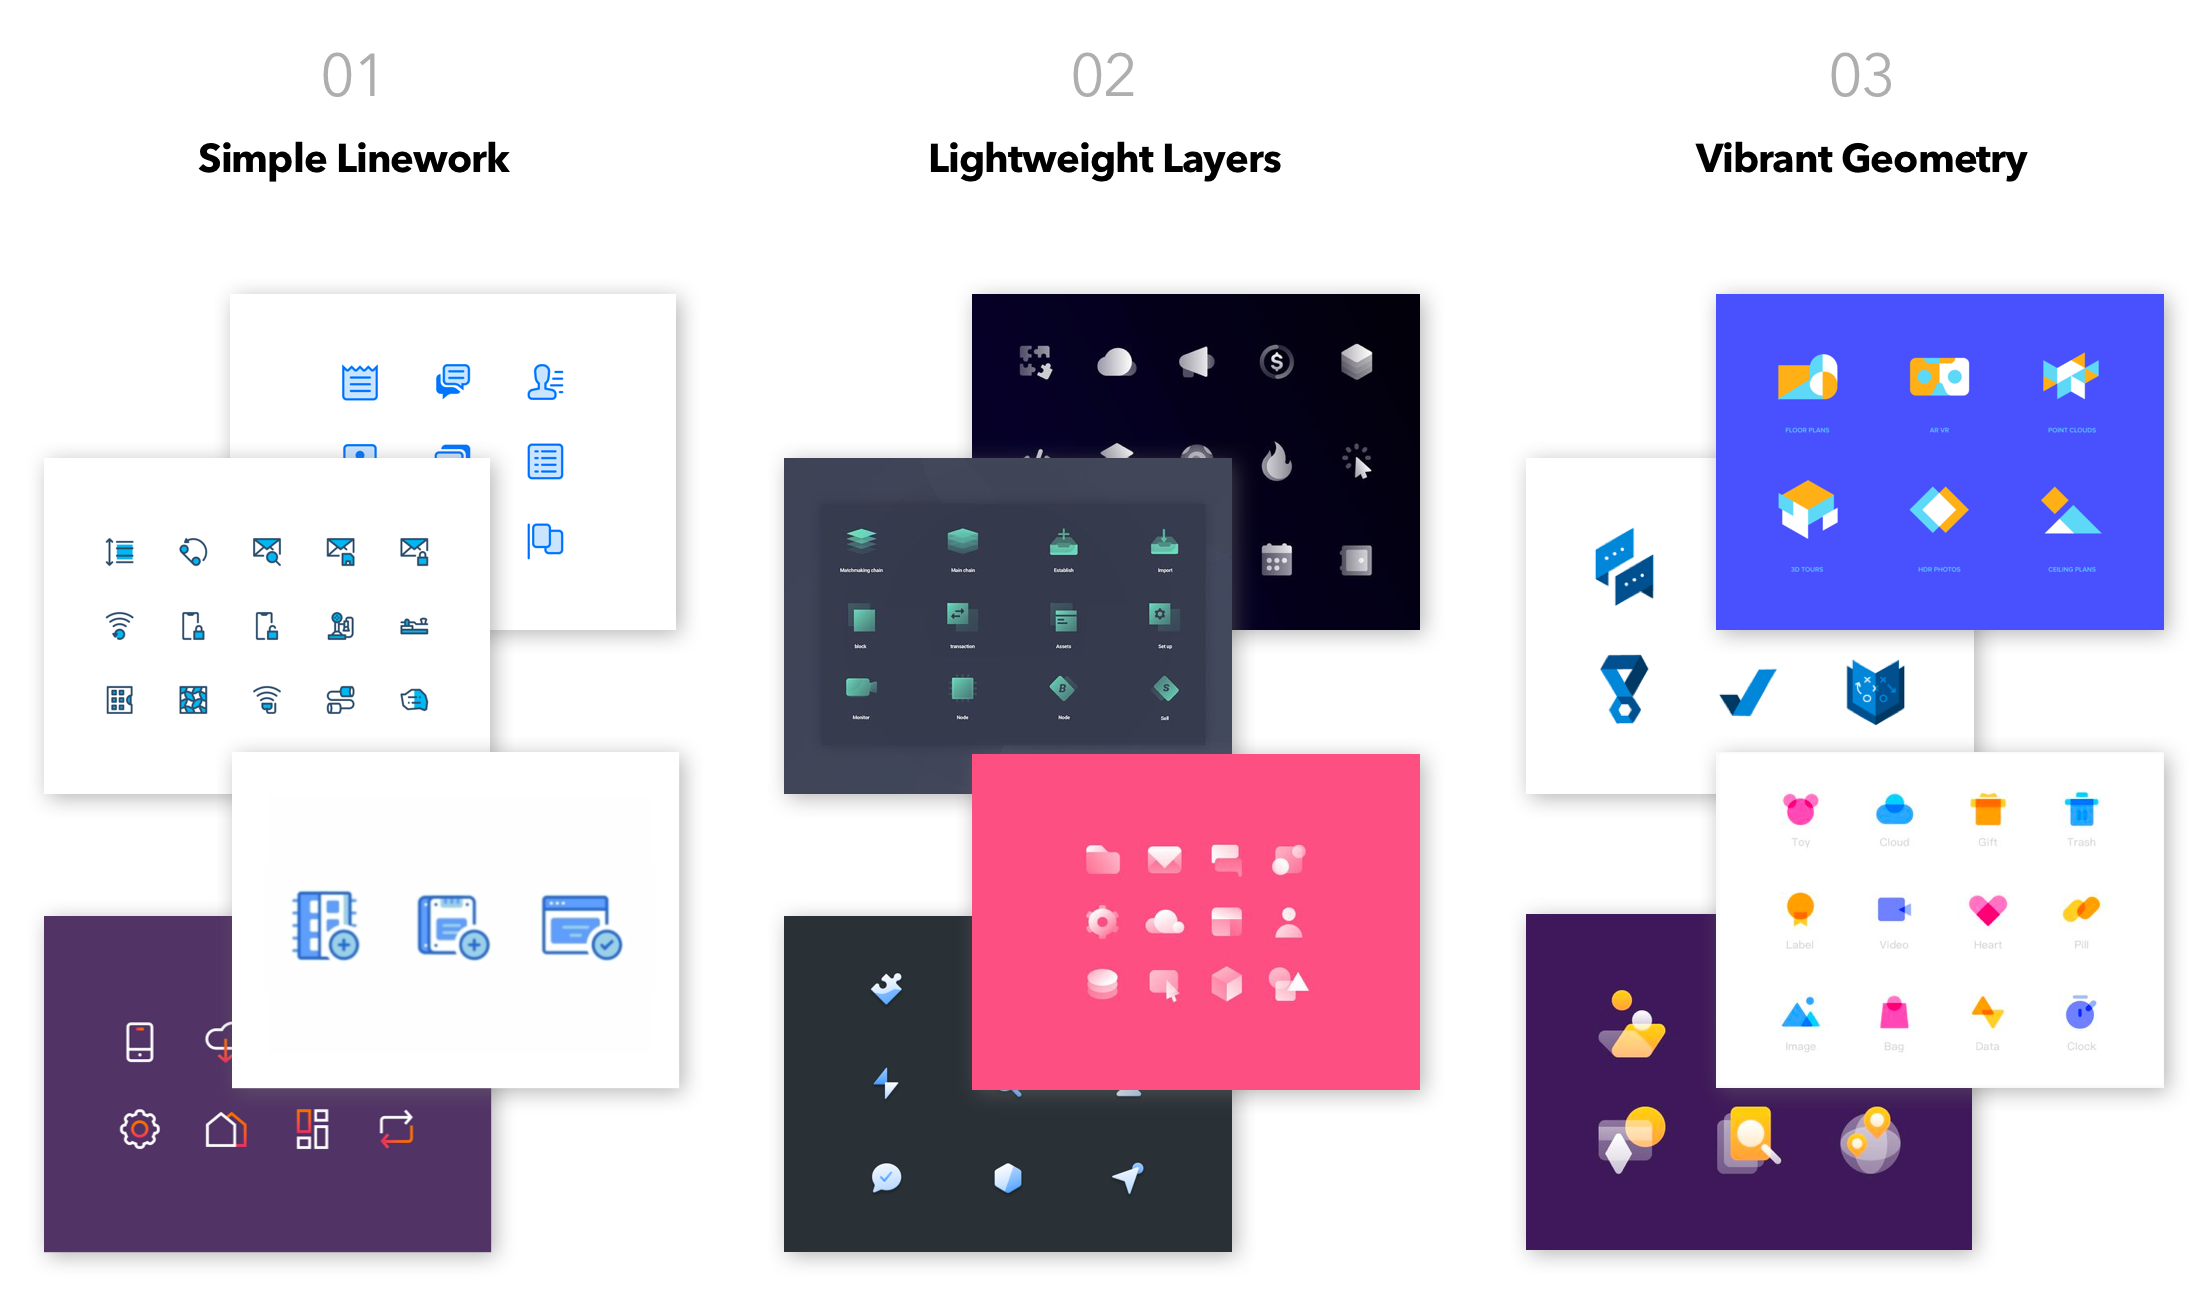 01
Simple Linework
02
Lightweight Layers
$
Matchmaking chain
Main chain
Establish
Import
block
transaction
Assets
Set up
Monitor
Node
B
Node
S
Sell
03
Vibrant Geometry
FLOOR PLANS
AR VR
POINT CLOUDS
3D TOURS
HDR PHOTOS
CEILING PLANS
Toy
Cloud
Gift
Trash
Label
Video
Heart
Pill
Image
Bag
Data
Clock